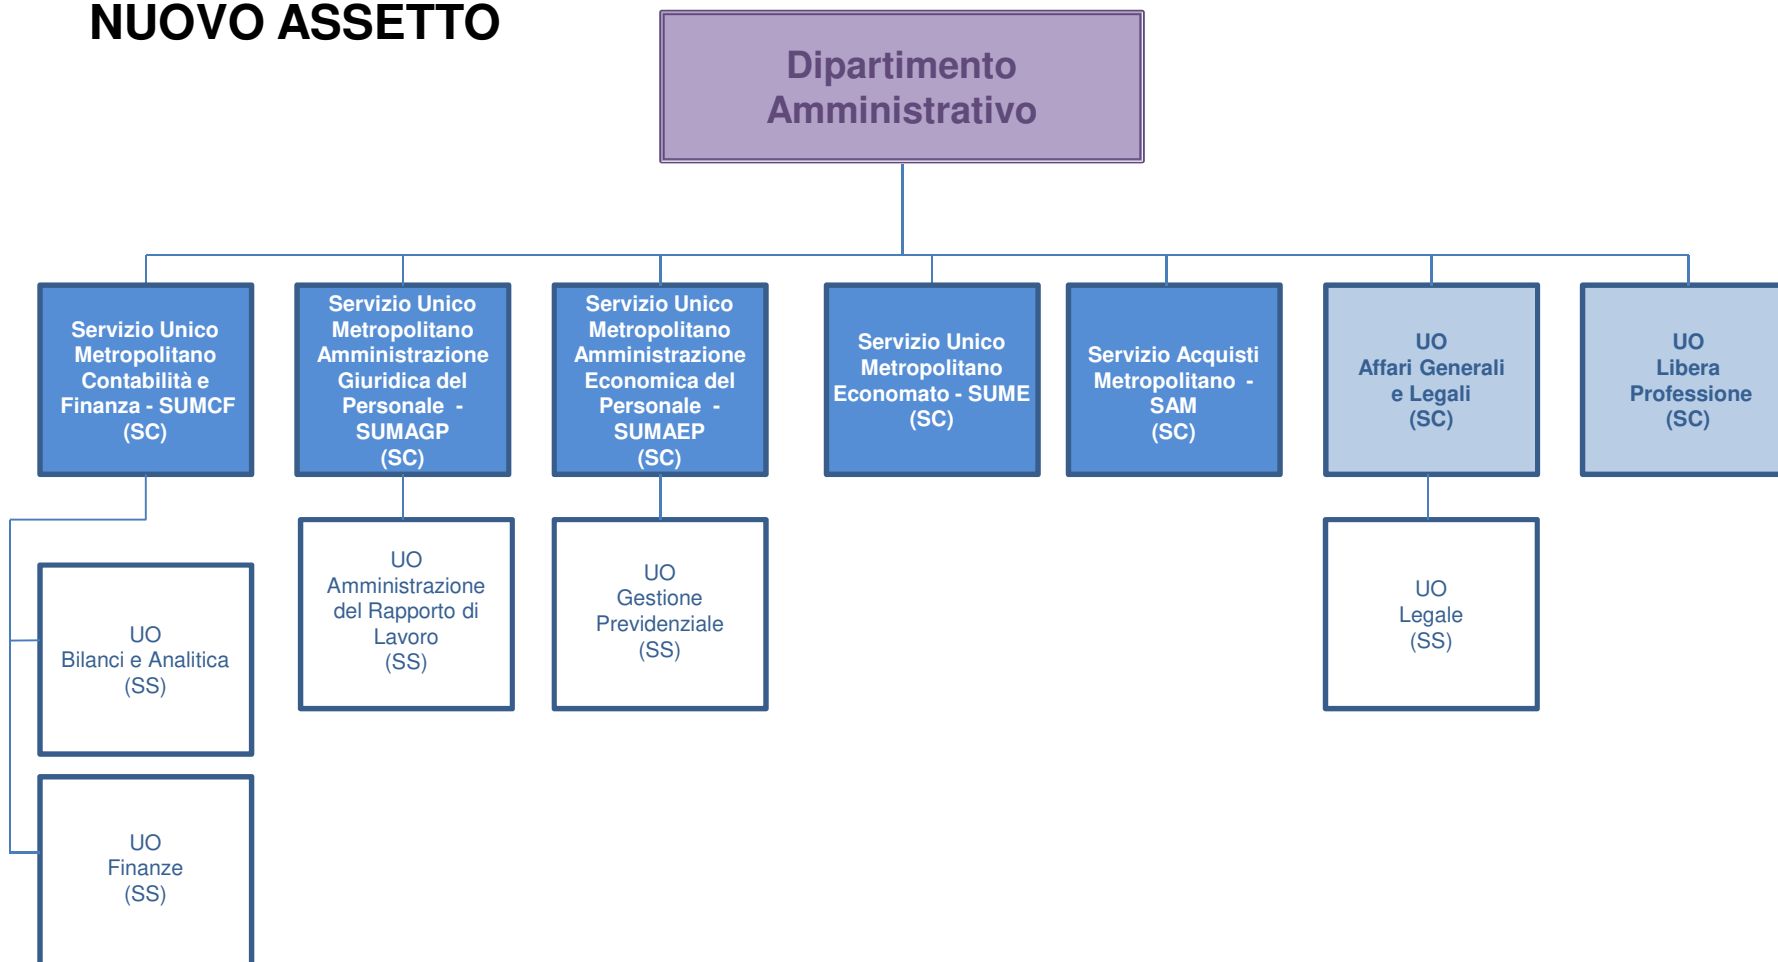 NUOVO ASSETTO
Dipartimento
Amministrativo
Servizio Unico
Metropolitano
Contabilità e
Finanza - SUMCF
(SC)
Servizio Unico
Metropolitano
Amministrazione
Giuridica del
Personale -
SUMAGP
(SC)
Servizio Unico
Metropolitano
Amministrazione
Economica del
Personale -
SUMAEP
(SC)
Servizio Unico
Metropolitano
Economato - SUME
(SC)
Servizio Acquisti
Metropolitano -
SAM
(SC)
UO
Affari Generali
e Legali
(SC)
UO
Libera
Professione
(SC)
UO
Bilanci e Analitica
(SS)
UO
Amministrazione
del Rapporto di
Lavoro
(SS)
UO
Gestione
Previdenziale
(SS)
UO
Legale
(SS)
UO
Finanze
(SS)